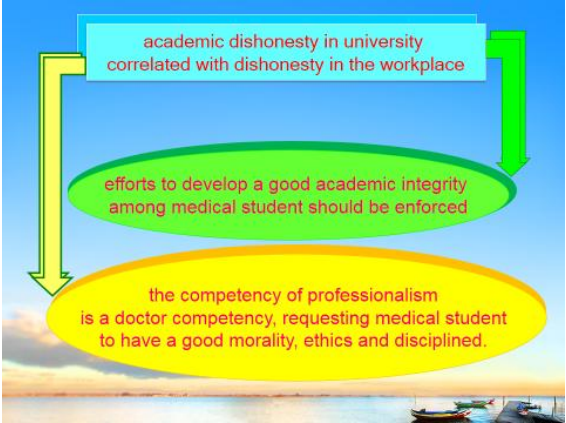 academic dishonesty in university
correlated with dishonesty in the workplace
efforts to develop a good academic integrity
among medical student should be enforced
the competency of professionalism
is a doctor competency, requesting medical student
to have a good morality, ethics and disciplined.